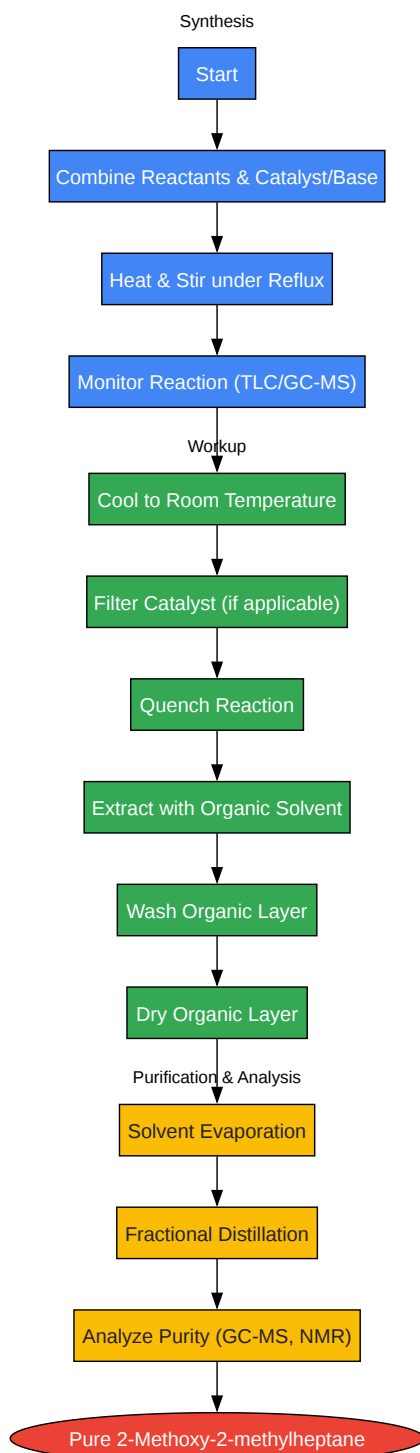 Synthesis
Start
Combine Reactants & Catalyst/Base
Heat & Stir under Reflux
Monitor Reaction (TLC/GC-MS)
Workup
Cool to Room Temperature
Filter Catalyst (if applicable)
Quench Reaction
Extract with Organic Solvent
Wash Organic Layer
Dry Organic Layer
Purification & Analysis
Solvent Evaporation
Fractional Distillation
Analyze Purity (GC-MS, NMR)
Pure 2-Methoxy-2-methylheptane